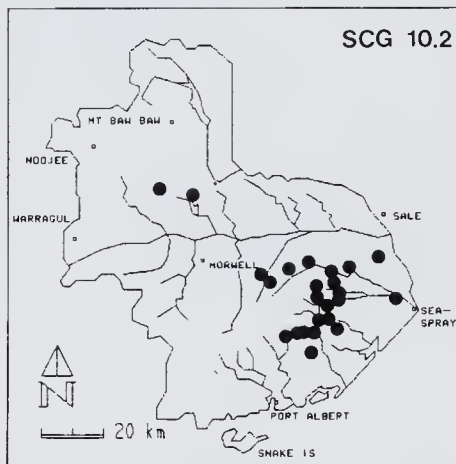 SCG 10.2
MT BAW BAW
NOOJEE
WARRAGUL
SALE
MORWELL
SEA-
SPRAY
N
PORT ALBERT
20 km
SNAKE IS